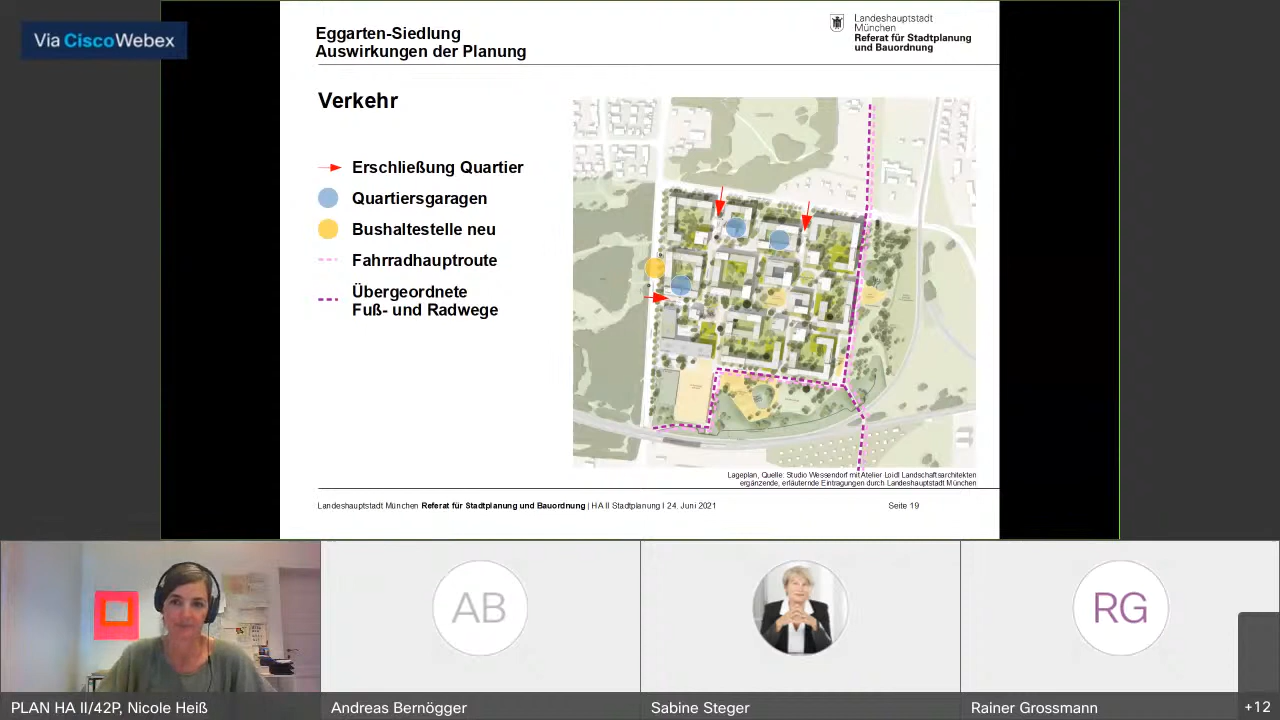 Via CiscoWebex
Eggarten-Siedlung
Auswirkungen der Planung
Landeshauptstadt
München
Referat für Stadtplanung
und Bauordnung
Verkehr
Erschließung Quartier
Quartiersgaragen
Bushaltestelle neu
Fahrradhauptroute
Übergeordnete
Fuß- und Radwege
Lageplan, Quelle: Studio Wessendorf mit Atelier Loidl Landschaftsarchitekten
ergänzende, erläuternde Eintragungen durch Landeshauptstadt München
Landeshauptstadt München Referat für Stadtplanung und Bauordnung | HA II Stadtplanung I 24. Juni 2021
Seite 19
AB
RG
PLAN HA II/42P, Nicole Heiß
Andreas Bernögger
Sabine Steger
Rainer Grossmann
+12